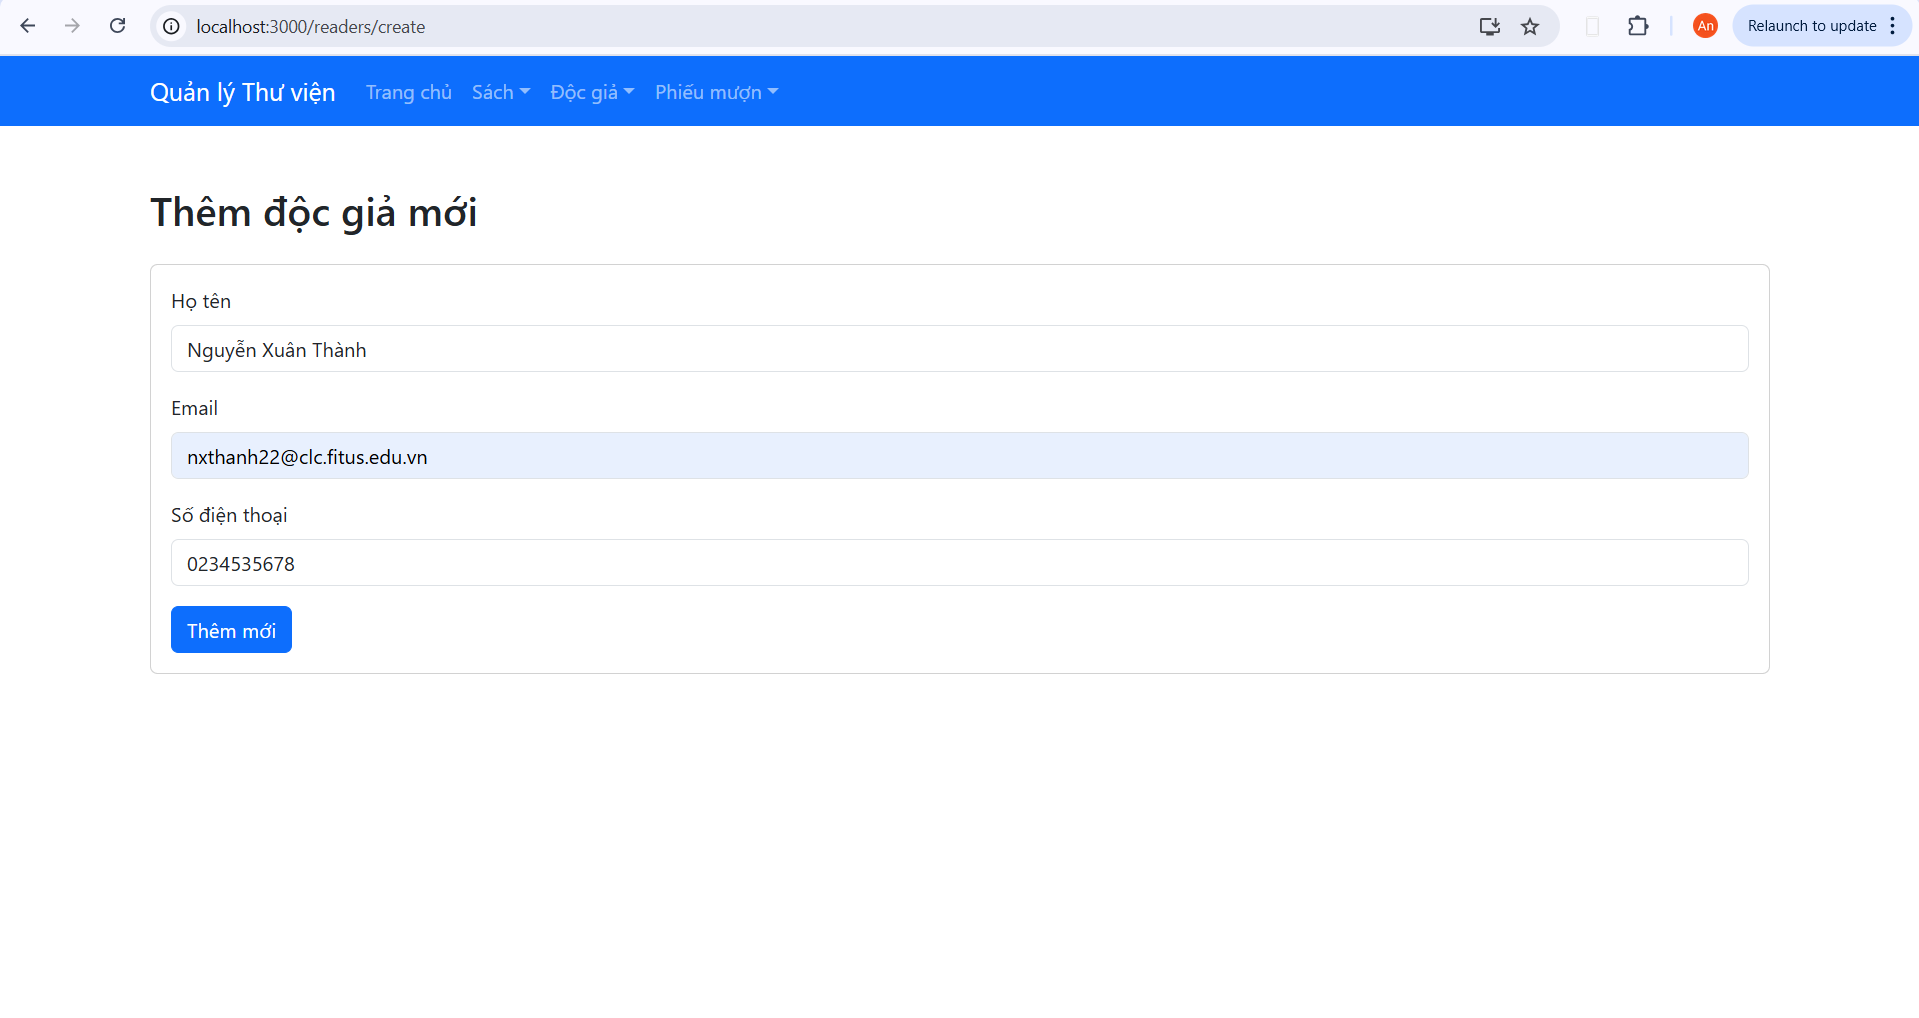 localhost:3000/readers/create
An
Relaunch to update
Quản lý Thư viện Trang chủ Sách Độc giả Phiếu mượn
Thêm độc giả mới
Họ tên
Nguyễn Xuân Thành
Email
nxthanh22@clc.fitus.edu.vn
Số điện thoại
0234535678
Thêm mới